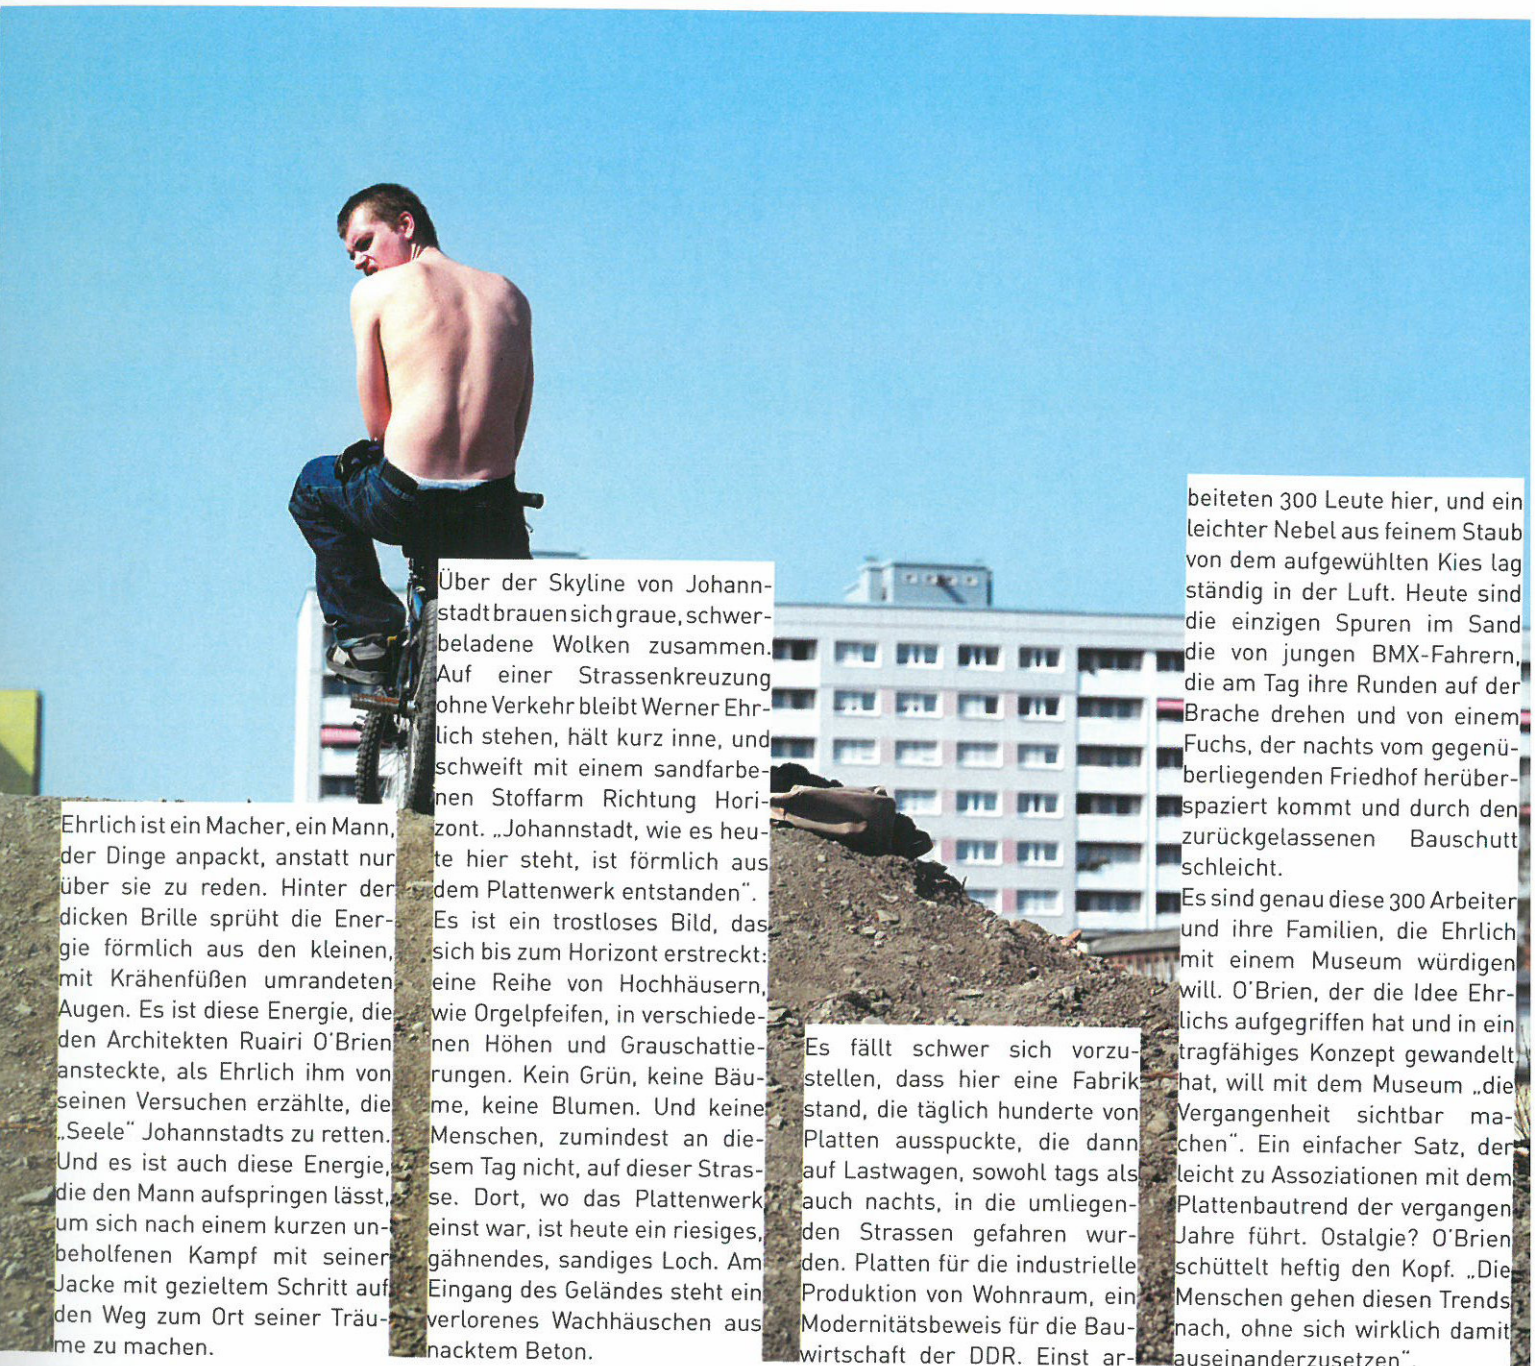 Ehrlich ist ein Macher, ein Mann,
der Dinge anpackt, anstatt nur
über sie zu reden. Hinter der
dicken Brille sprüht die Ener-
gie förmlich aus den kleinen,
mit Krähenfüßen umrandeten
Augen. Es ist diese Energie, die
den Architekten Ruairi O'Brien
ansteckte, als Ehrlich ihm von
seinen Versuchen erzählte, die
„Seele“ Johannstadts zu retten.
Und es ist auch diese Energie,
die den Mann aufspringen lässt,
um sich nach einem kurzen un-
beholfenen Kampf mit seiner
Jacke mit gezieltem Schritt auf
den Weg zum Ort seiner Träu-
me zu machen.
Über der Skyline von Johann-
stadt brauen sich graue, schwer-
beladene Wolken zusammen.
Auf einer Strassenkreuzung
ohne Verkehr bleibt Werner Ehr-
lich stehen, hält kurz inne, und
schweift mit einem sandfarbe-
nen Stoffarm Richtung Hori-
zont. „Johannstadt, wie es heu-
te hier steht, ist förmlich aus
dem Plattenwerk entstanden“.
Es ist ein trostloses Bild, das
sich bis zum Horizont erstreckt:
eine Reihe von Hochhäusern,
wie Orgelpfeifen, in verschiede-
nen Höhen und Grauschattie-
rungen. Kein Grün, keine Bäu-
me, keine Blumen. Und keine
Menschen, zumindest an die-
sem Tag nicht, auf dieser Stras-
se. Dort, wo das Plattenwerk
einst war, ist heute ein riesiges,
gähnendes, sandiges Loch. Am
Eingang des Geländes steht ein
verlorenes Wachhäuschen aus
nacktem Beton.
Es fällt schwer sich vorzu-
stellen, dass hier eine Fabrik
stand, die täglich hunderte von
Platten ausspuckte, die dann
auf Lastwagen, sowohl tags als
auch nachts, in die umliegen-
den Strassen gefahren wur-
den. Platten für die industrielle
Produktion von Wohnraum, ein
Modernitätsbeweis für die Bau-
wirtschaft der DDR. Einst ar-
beiteten 300 Leute hier, und ein
leichter Nebel aus feinem Staub
von dem aufgewühlten Kies lag
ständig in der Luft. Heute sind
die einzigen Spuren im Sand
die von jungen BMX-Fahrern,
die am Tag ihre Runden auf der
Brache drehen und von einem
Fuchs, der nachts vom gegenü-
berliegenden Friedhof herüber-
spaziert kommt und durch den
zurückgelassenen Bauschutt
schleicht.
Es sind genau diese 300 Arbeiter
und ihre Familien, die Ehrlich
mit einem Museum würdigen
will. O'Brien, der die Idee Ehr-
lichs aufgegriffen hat und in ein
tragfähiges Konzept gewandelt
hat, will mit dem Museum „die
Vergangenheit sichtbar ma-
chen“. Ein einfacher Satz, der
leicht zu Assoziationen mit dem
Plattenbautrend der vergangen
Jahre führt. Ostalgie? O'Brien
schüttelt heftig den Kopf. „Die
Menschen gehen diesen Trends
nach, ohne sich wirklich damit
auseinanderzusetzen“.